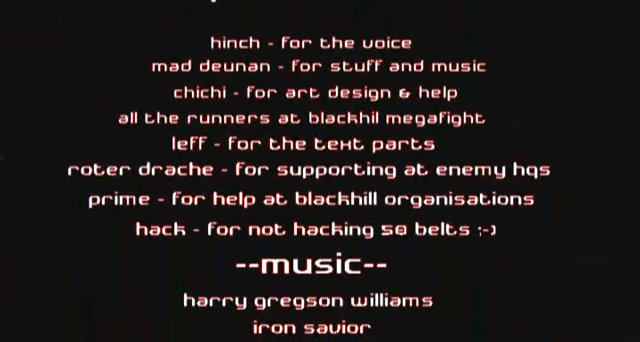 hinch - for the voice
mad deunan - for stuff and music
chichi - for art design & help
all the runners at blackhil megafight
leff - for the text parts
roter drache - for supporting at enemy hqs
prime - for help at blackhill organisations
hack - for not hacking 50 belts ;-)
--music--
harry gregson williams
iron savior